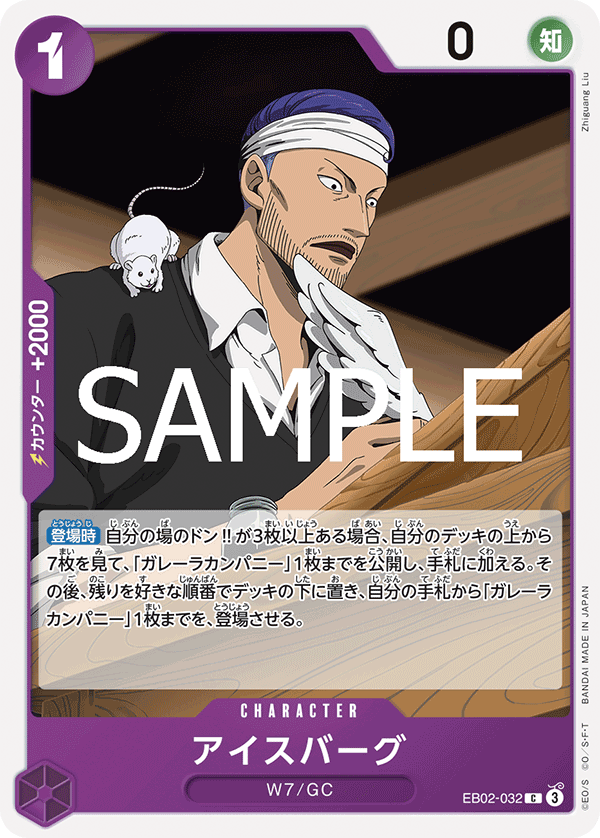 1
0
知
Zhiguang Liu
カウンター +2000
SAMPLE
登場時 自分の場のドン!!が3枚以上ある場合、自分のデッキの上から
7枚を見て、「ガレーラカンパニー」1枚までを公開し、手札に加える。そ
の後、残りを好きな順番でデッキの下に置き、自分の手札から「ガレーラ
カンパニー」1枚までを、登場させる。
CHARACTER
アイスバーグ
W7/GC
EB02-032 C 3
©E.O/S ©O/S・F・T BANDAI MADE IN JAPAN